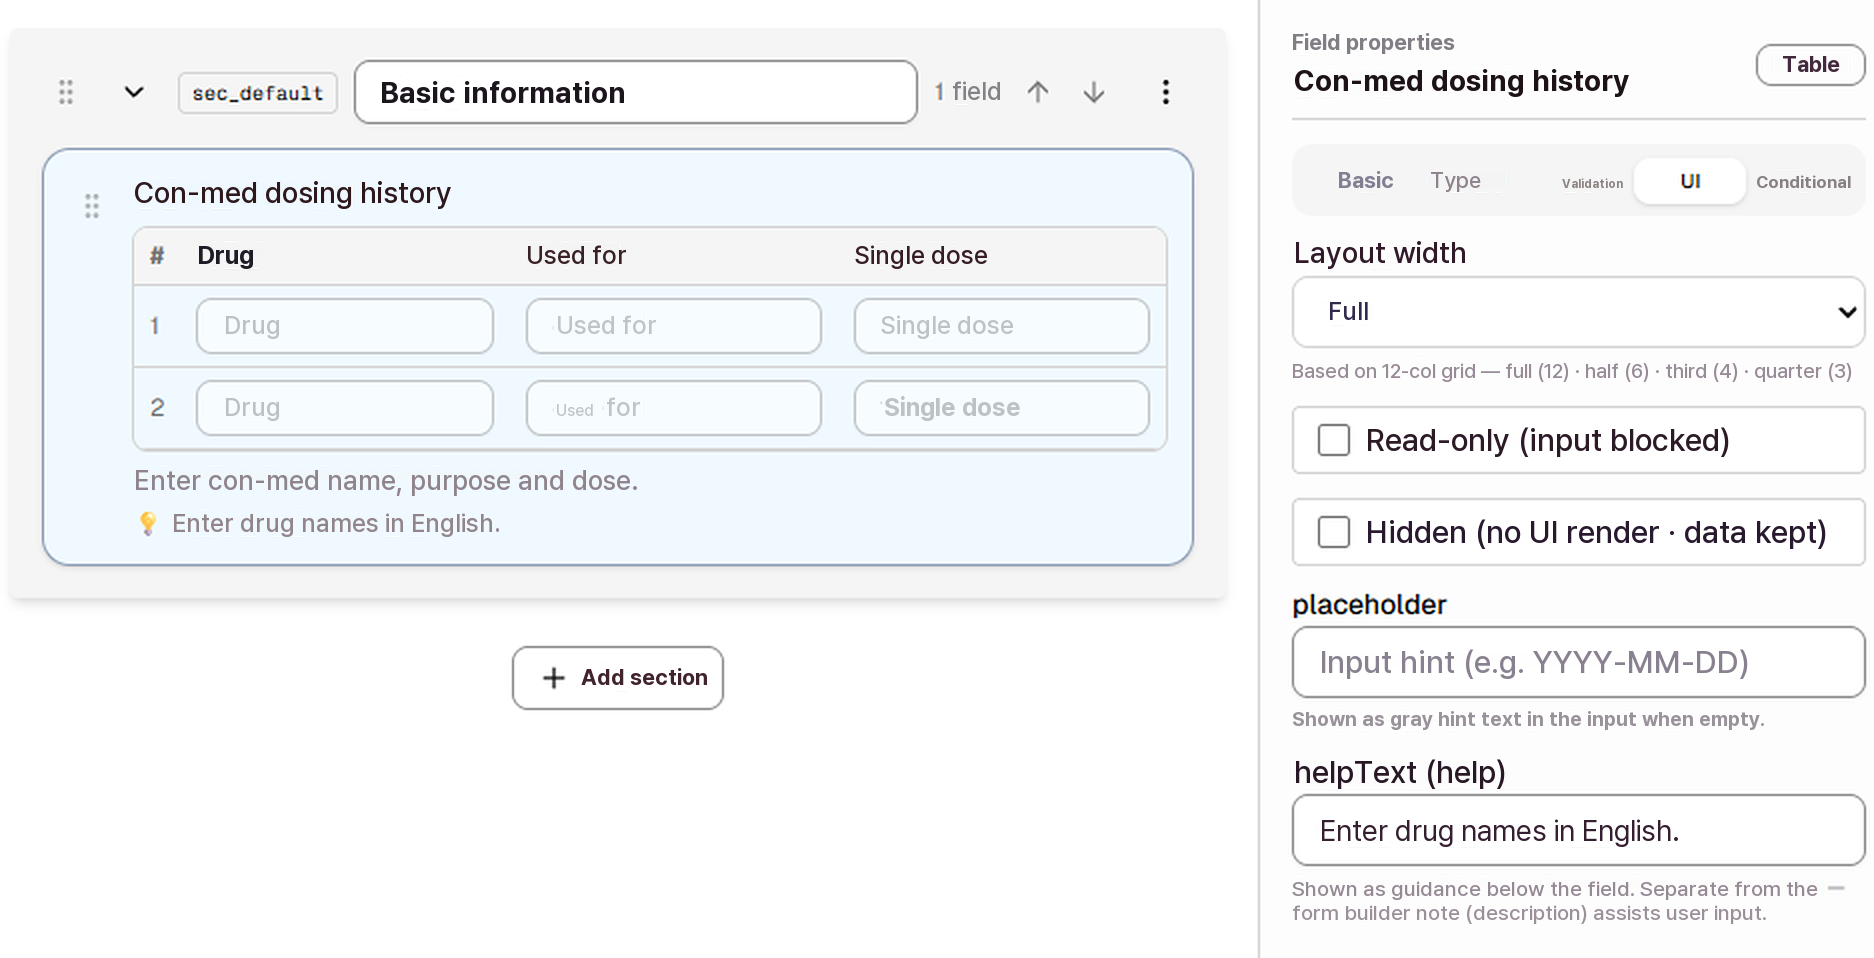 sec_default
Basic information
1 field
Con-med dosing history
# Drug Used for Single dose
1 Drug Used for Single dose
2 Drug Used for Single dose
Enter con-med name, purpose and dose.
💡 Enter drug names in English.
+ Add section
Field properties
Con-med dosing history
Table
Basic Type Validation UI Conditional
Layout width
Full
Based on 12-col grid — full (12) · half (6) · third (4) · quarter (3)
Read-only (input blocked)
Hidden (no UI render · data kept)
placeholder
Input hint (e.g. YYYY-MM-DD)
Shown as gray hint text in the input when empty.
helpText (help)
Enter drug names in English.
Shown as guidance below the field. Separate from the —
form builder note (description) assists user input.